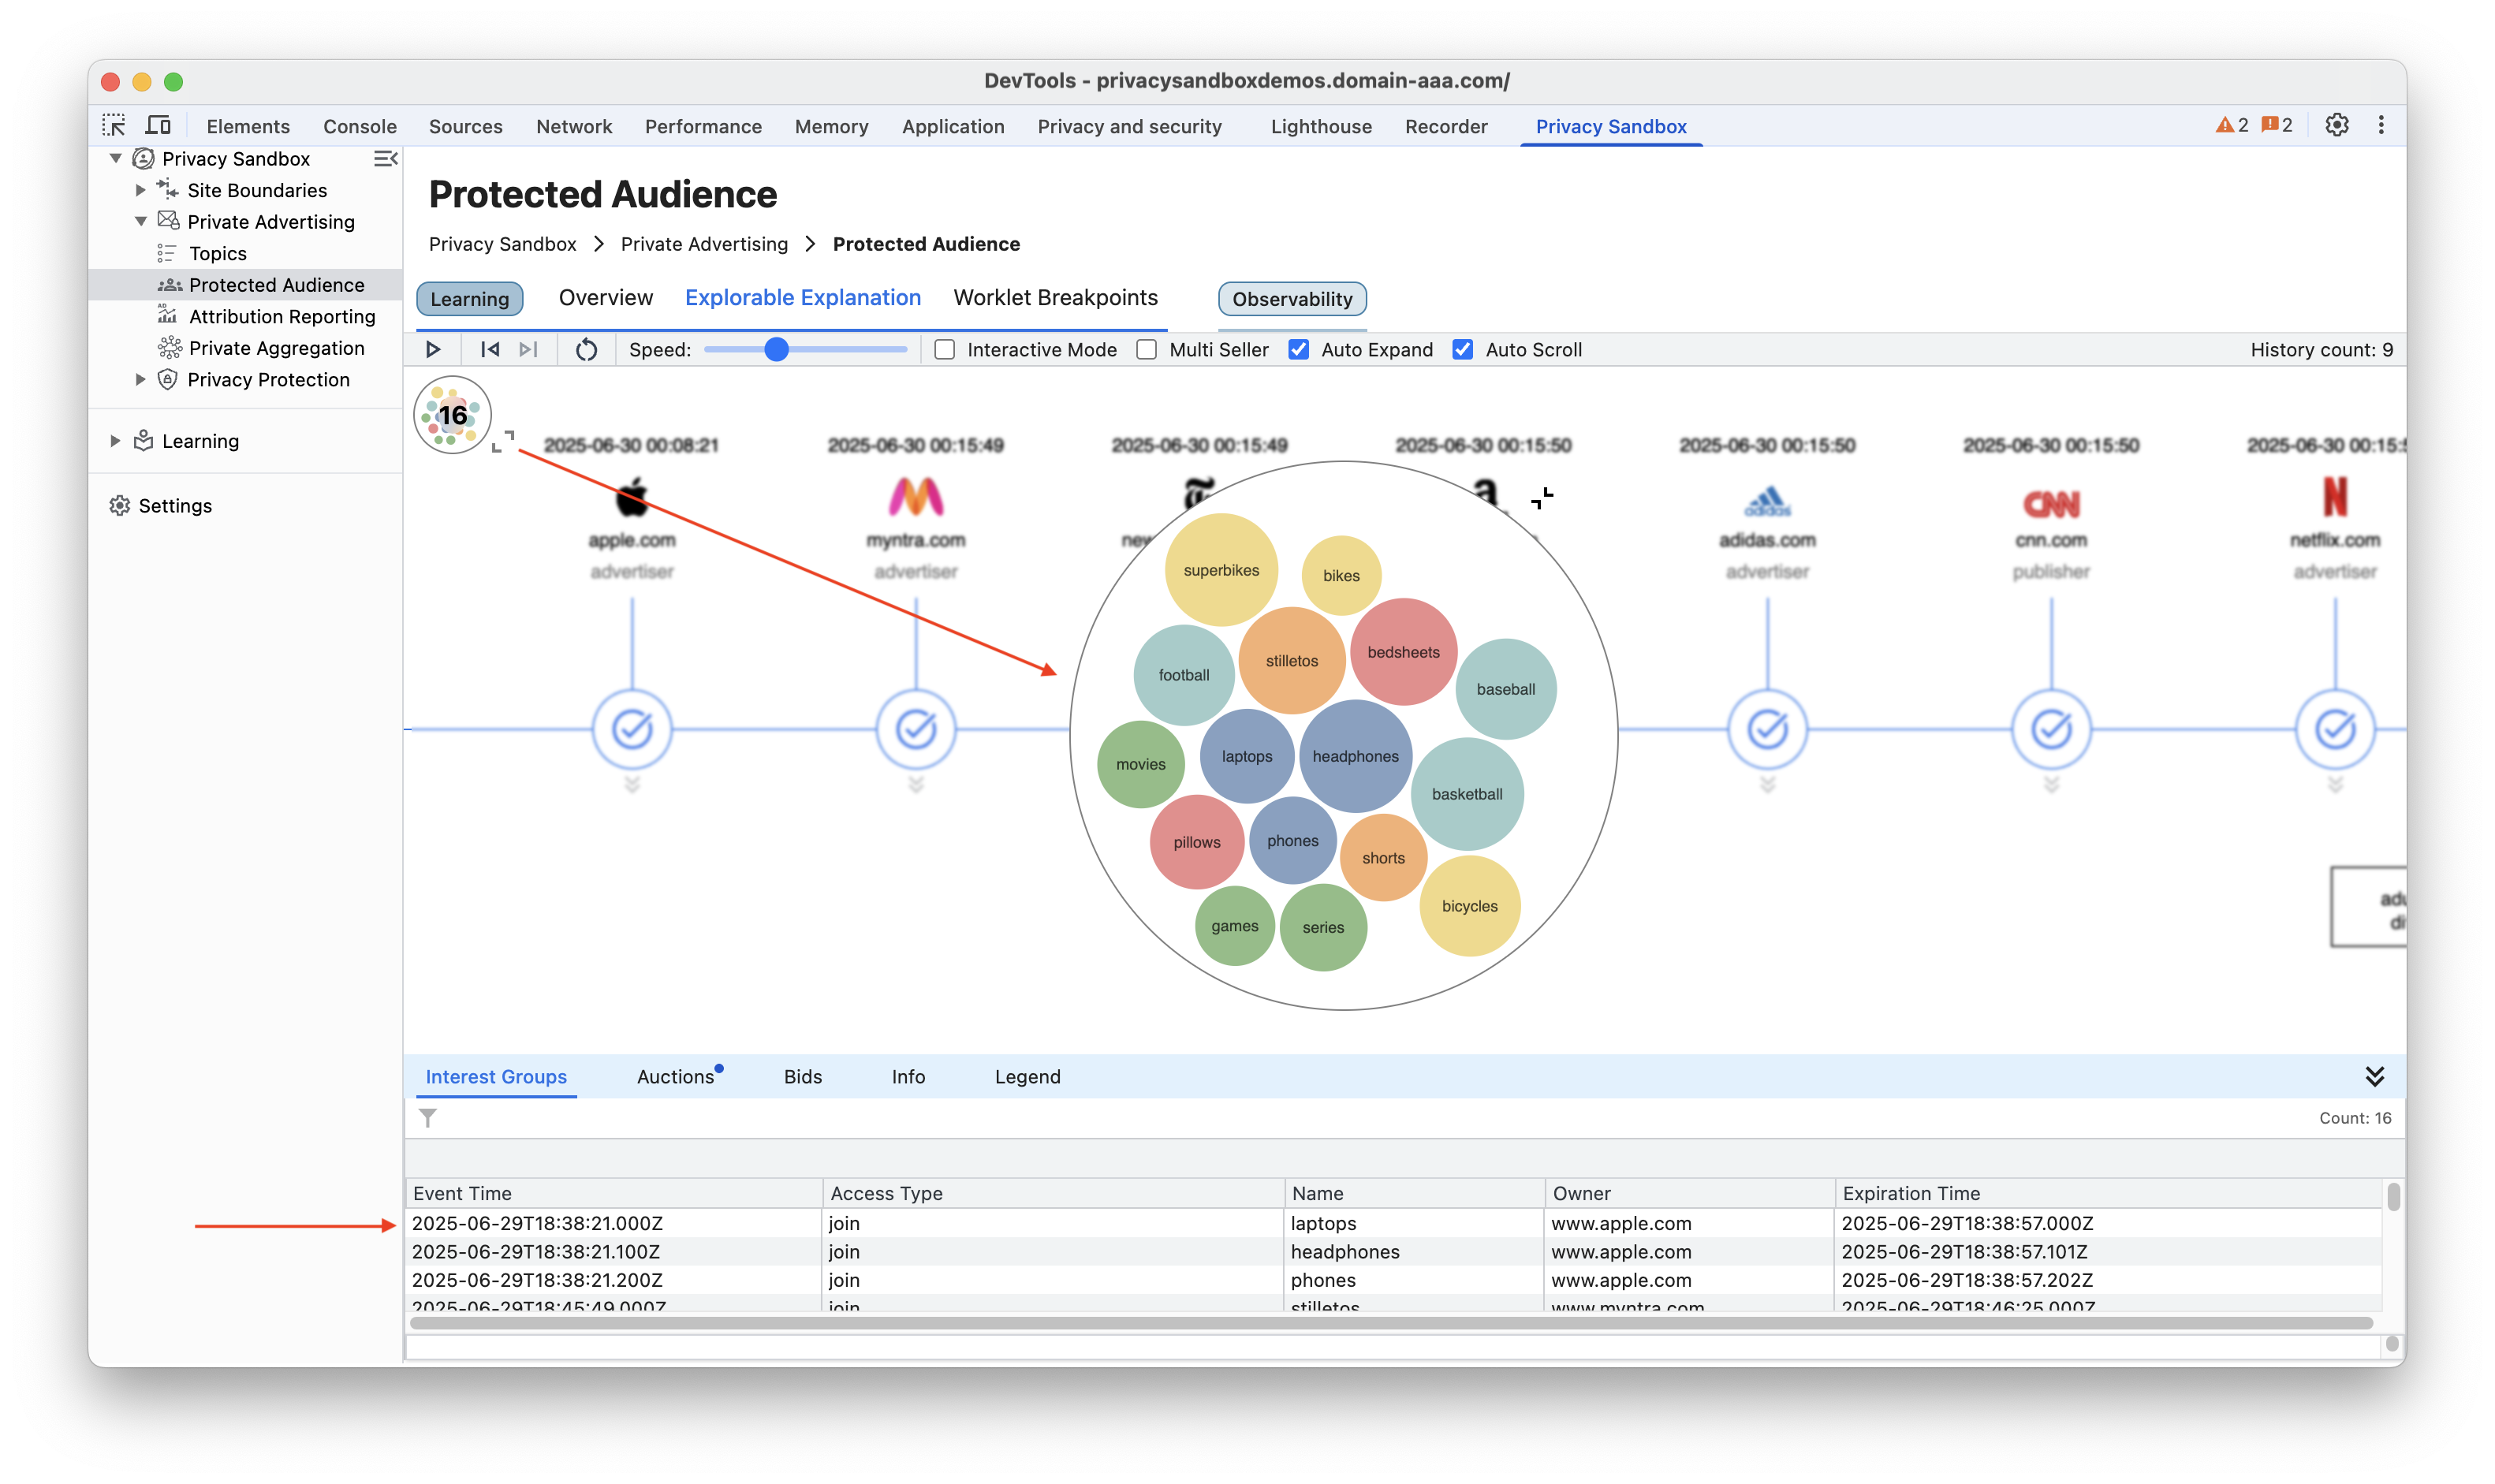 DevTools - privacysandboxdemos.domain-aaa.com/
Elements Console Sources Network Performance Memory Application Privacy and security Lighthouse Recorder Privacy Sandbox 2 2
Privacy Sandbox
Site Boundaries
Private Advertising
Topics
Protected Audience
Attribution Reporting
Private Aggregation
Privacy Protection
Learning
Settings
Protected Audience
Privacy Sandbox > Private Advertising > Protected Audience
Learning Overview Explorable Explanation Worklet Breakpoints Observability
Speed: Interactive Mode Multi Seller Auto Expand Auto Scroll History count: 9
16
2025-06-30 00:08:21 2025-06-30 00:15:49 2025-06-30 00:15:49 2025-06-30 00:15:50 2025-06-30 00:15:50 2025-06-30 00:15:50 2025-06-30 00:15:5
adidas CNN
apple.com myntra.com new adidas.com cnn.com netflix.com
advertiser advertiser advertiser publisher advertiser
superbikes
bikes
bedsheets
stilletos
football
baseball
laptops
headphones
movies
basketball
phones
pillows
shorts
bicycles
games
series
Interest Groups Auctions Bids Info Legend
Count: 16
Event Time Access Type Name Owner Expiration Time
2025-06-29T18:38:21.000Z join laptops www.apple.com 2025-06-29T18:38:57.000Z
2025-06-29T18:38:21.100Z join headphones www.apple.com 2025-06-29T18:38:57.101Z
2025-06-29T18:38:21.200Z join phones www.apple.com 2025-06-29T18:38:57.202Z
2025-06-29T18:45:49.000Z join stilletos www.myntra.com 2025-06-29T18:46:25.000Z